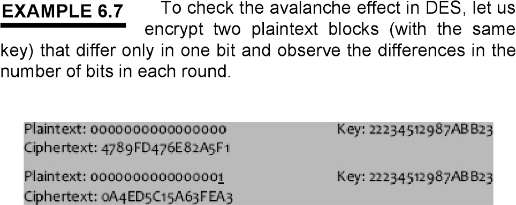 EXAMPLE 6.7 To check the avalanche effect in DES, let us
encrypt two plaintext blocks (with the same
key) that differ only in one bit and observe the differences in the
number of bits in each round.
Plaintext: 0000000000000000 Key: 22234512987ABB23
Ciphertext: 4789FD476E82A5F1
Plaintext: 0000000000000001 Key: 22234512987ABB23
Ciphertext: 0A4ED5C15A63FEA3